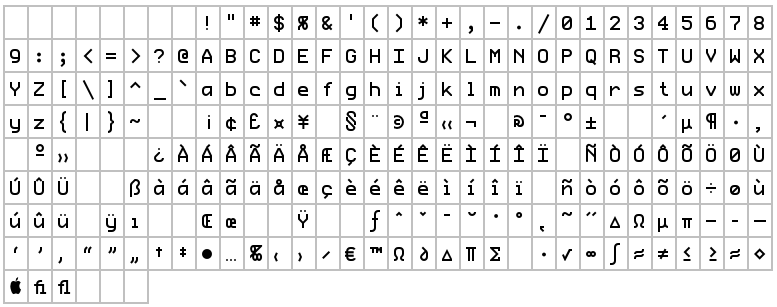 ! " # $ % & ' ( ) * + , - . / 0 1 2 3 4 5 6 7 8
9 : ; < = > ? @ A B C D E F G H I J K L M N O P Q R S T U V W X
Y Z [ \ ] ^ _ ` a b c d e f g h i j k l m n o p q r s t u v w x
y z { | } ~ ¡ ¢ £ ¤ ¥ § ¨ © ª ‹‹ ¬ ® ¯ ° ± ´ µ ¶ · ,
º ›› ¿ À Á Â Ã Ä Å Æ Ç È É Ê Ë Ì Í Î Ï Ñ Ò Ó Ô Õ Ö Ø Ù
Ú Û Ü ß à á â ã ä å æ ç è é ê ë ì í î ï ñ ò ó ô õ ö ÷ ø ù
ú û ü ÿ ı Œ œ Ÿ ƒ ˆ ˇ ˉ ˘ ˙ ˚ ˛ ˜ ˝ ∆ Ω µ π – - —
‘ ’ , “ ” „ † ‡ • … ‰ ‹ › ⁄ € ™ Ω ∂ ∆ ∏ Σ · √ ∞ ∫ ≈ ≠ ≤ ≥ ≈ ◊
 fi fl